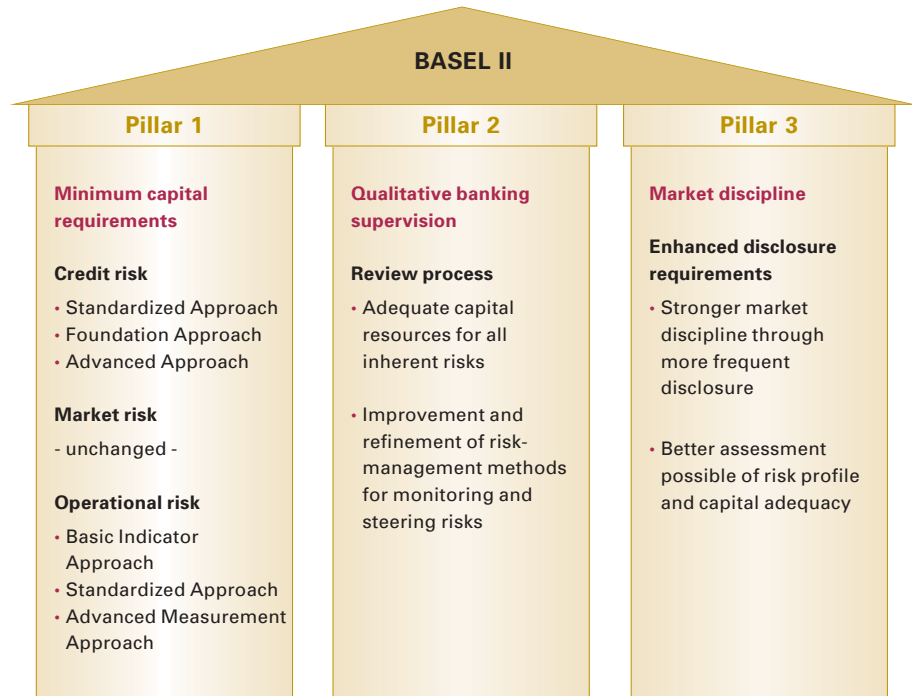 BASEL II
Pillar 1
Minimum capital
requirements
Credit risk
• Standardized Approach
• Foundation Approach
• Advanced Approach
Market risk
- unchanged -
Operational risk
• Basic Indicator
Approach
• Standardized Approach
• Advanced Measurement
Approach
Pillar 2
Qualitative banking
supervision
Review process
• Adequate capital
resources for all
inherent risks
• Improvement and
refinement of risk-
management methods
for monitoring and
steering risks
Pillar 3
Market discipline
Enhanced disclosure
requirements
• Stronger market
discipline through
more frequent
disclosure
• Better assessment
possible of risk profile
and capital adequacy